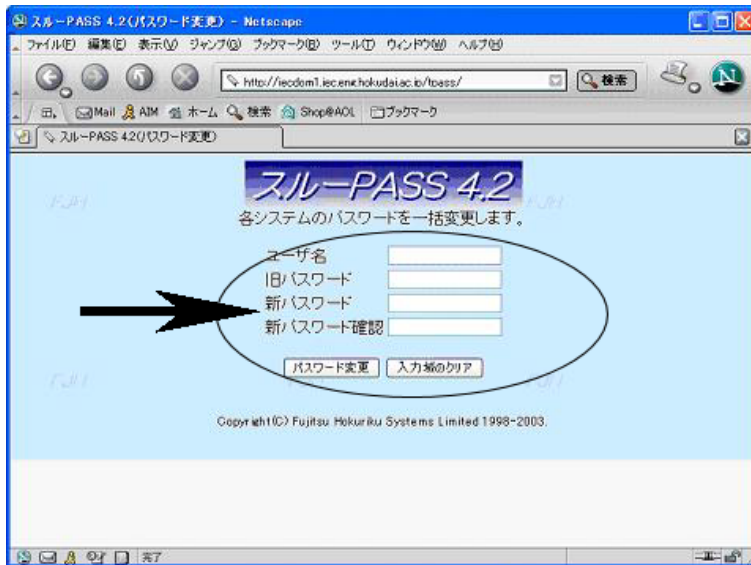 スルーPASS 4.2(パスワード変更) - Netscape
ファイル(F) 編集(E) 表示(V) ジャンプ(G) ブックマーク(B) ツール(T) ウィンドウ(W) ヘルプ(H)
http://iecdom1.iec.eng.hokudai.ac.jp/tpass/ 検索
Mail AIM ホーム 検索 Shop@AOL ブックマーク
スルーPASS 4.2(パスワード変更)
スルーPASS 4.2
各システムのパスワードを一括変更します。
ユーザ名
旧パスワード
新パスワード
新パスワード確認
パスワード変更 入力域のクリア
Copyright(C) Fujitsu Hokuriku Systems Limited 1998-2003.
完了